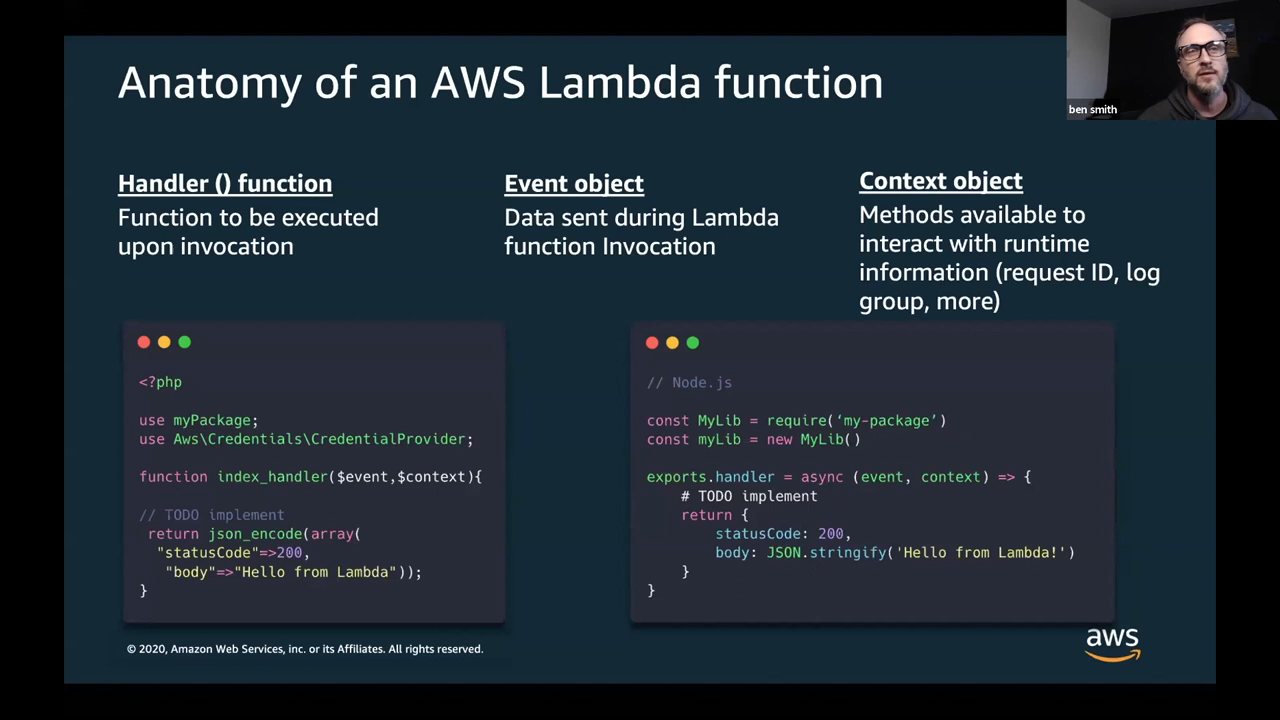 Anatomy of an AWS Lambda function
ben smith
Handler () function
Function to be executed
upon invocation
Event object
Data sent during Lambda
function Invocation
Context object
Methods available to
interact with runtime
information (request ID, log
group, more)
<?php
use myPackage;
use Aws\Credentials\CredentialProvider;
function index_handler($event,$context){
// TODO implement
return json_encode(array(
"statusCode"=>200,
"body"=>"Hello from Lambda"));
}
// Node.js
const MyLib = require(‘my-package’)
const myLib = new MyLib()
exports.handler = async (event, context) => {
# TODO implement
return {
statusCode: 200,
body: JSON.stringify('Hello from Lambda!')
}
}
© 2020, Amazon Web Services, inc. or its Affiliates. All rights reserved.
aws